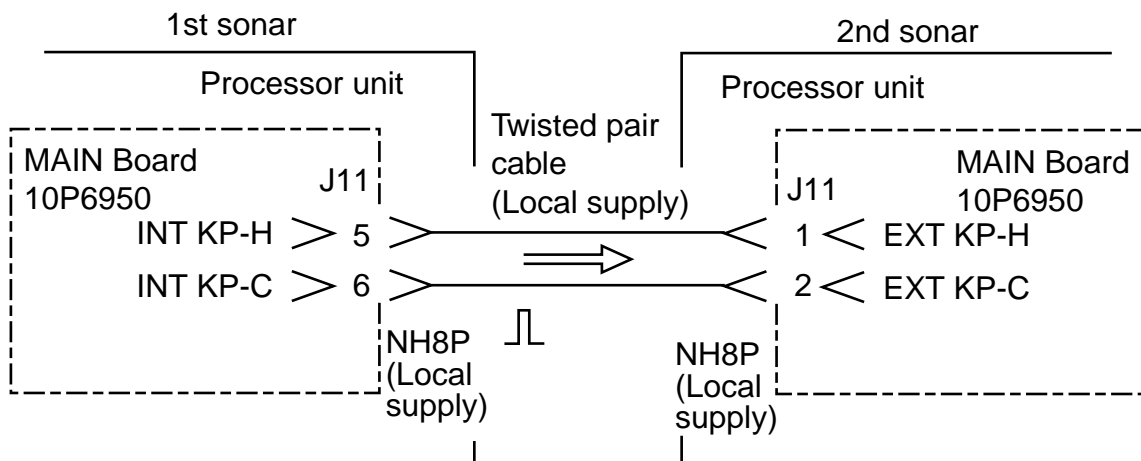 1st sonar
2nd sonar
Processor unit
Processor unit
Twisted pair
cable
(Local supply)
MAIN Board
10P6950
J11
J11
MAIN Board
10P6950
INT KP-H 5 1 EXT KP-H
INT KP-C 6 2 EXT KP-C
NH8P
(Local
supply)
NH8P
(Local
supply)